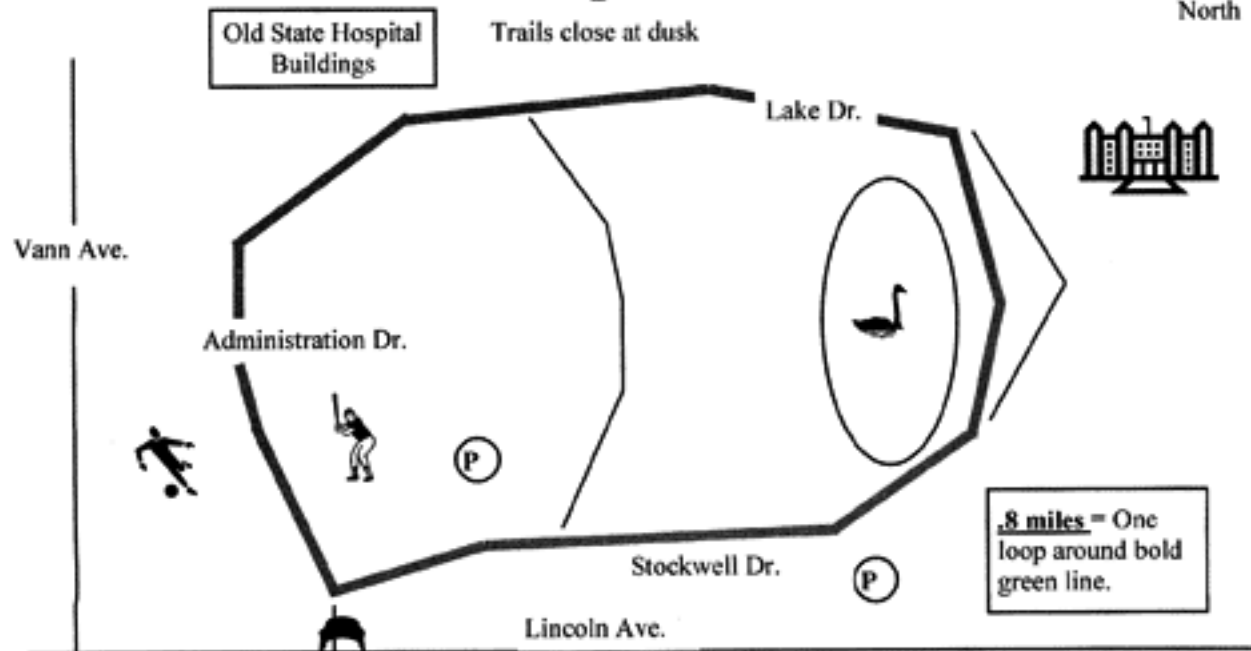 North
Old State Hospital
Buildings
Trails close at dusk
Lake Dr.
Vann Ave.
Administration Dr.
P
.8 miles = One
loop around bold
green line.
Stockwell Dr.
P
Lincoln Ave.